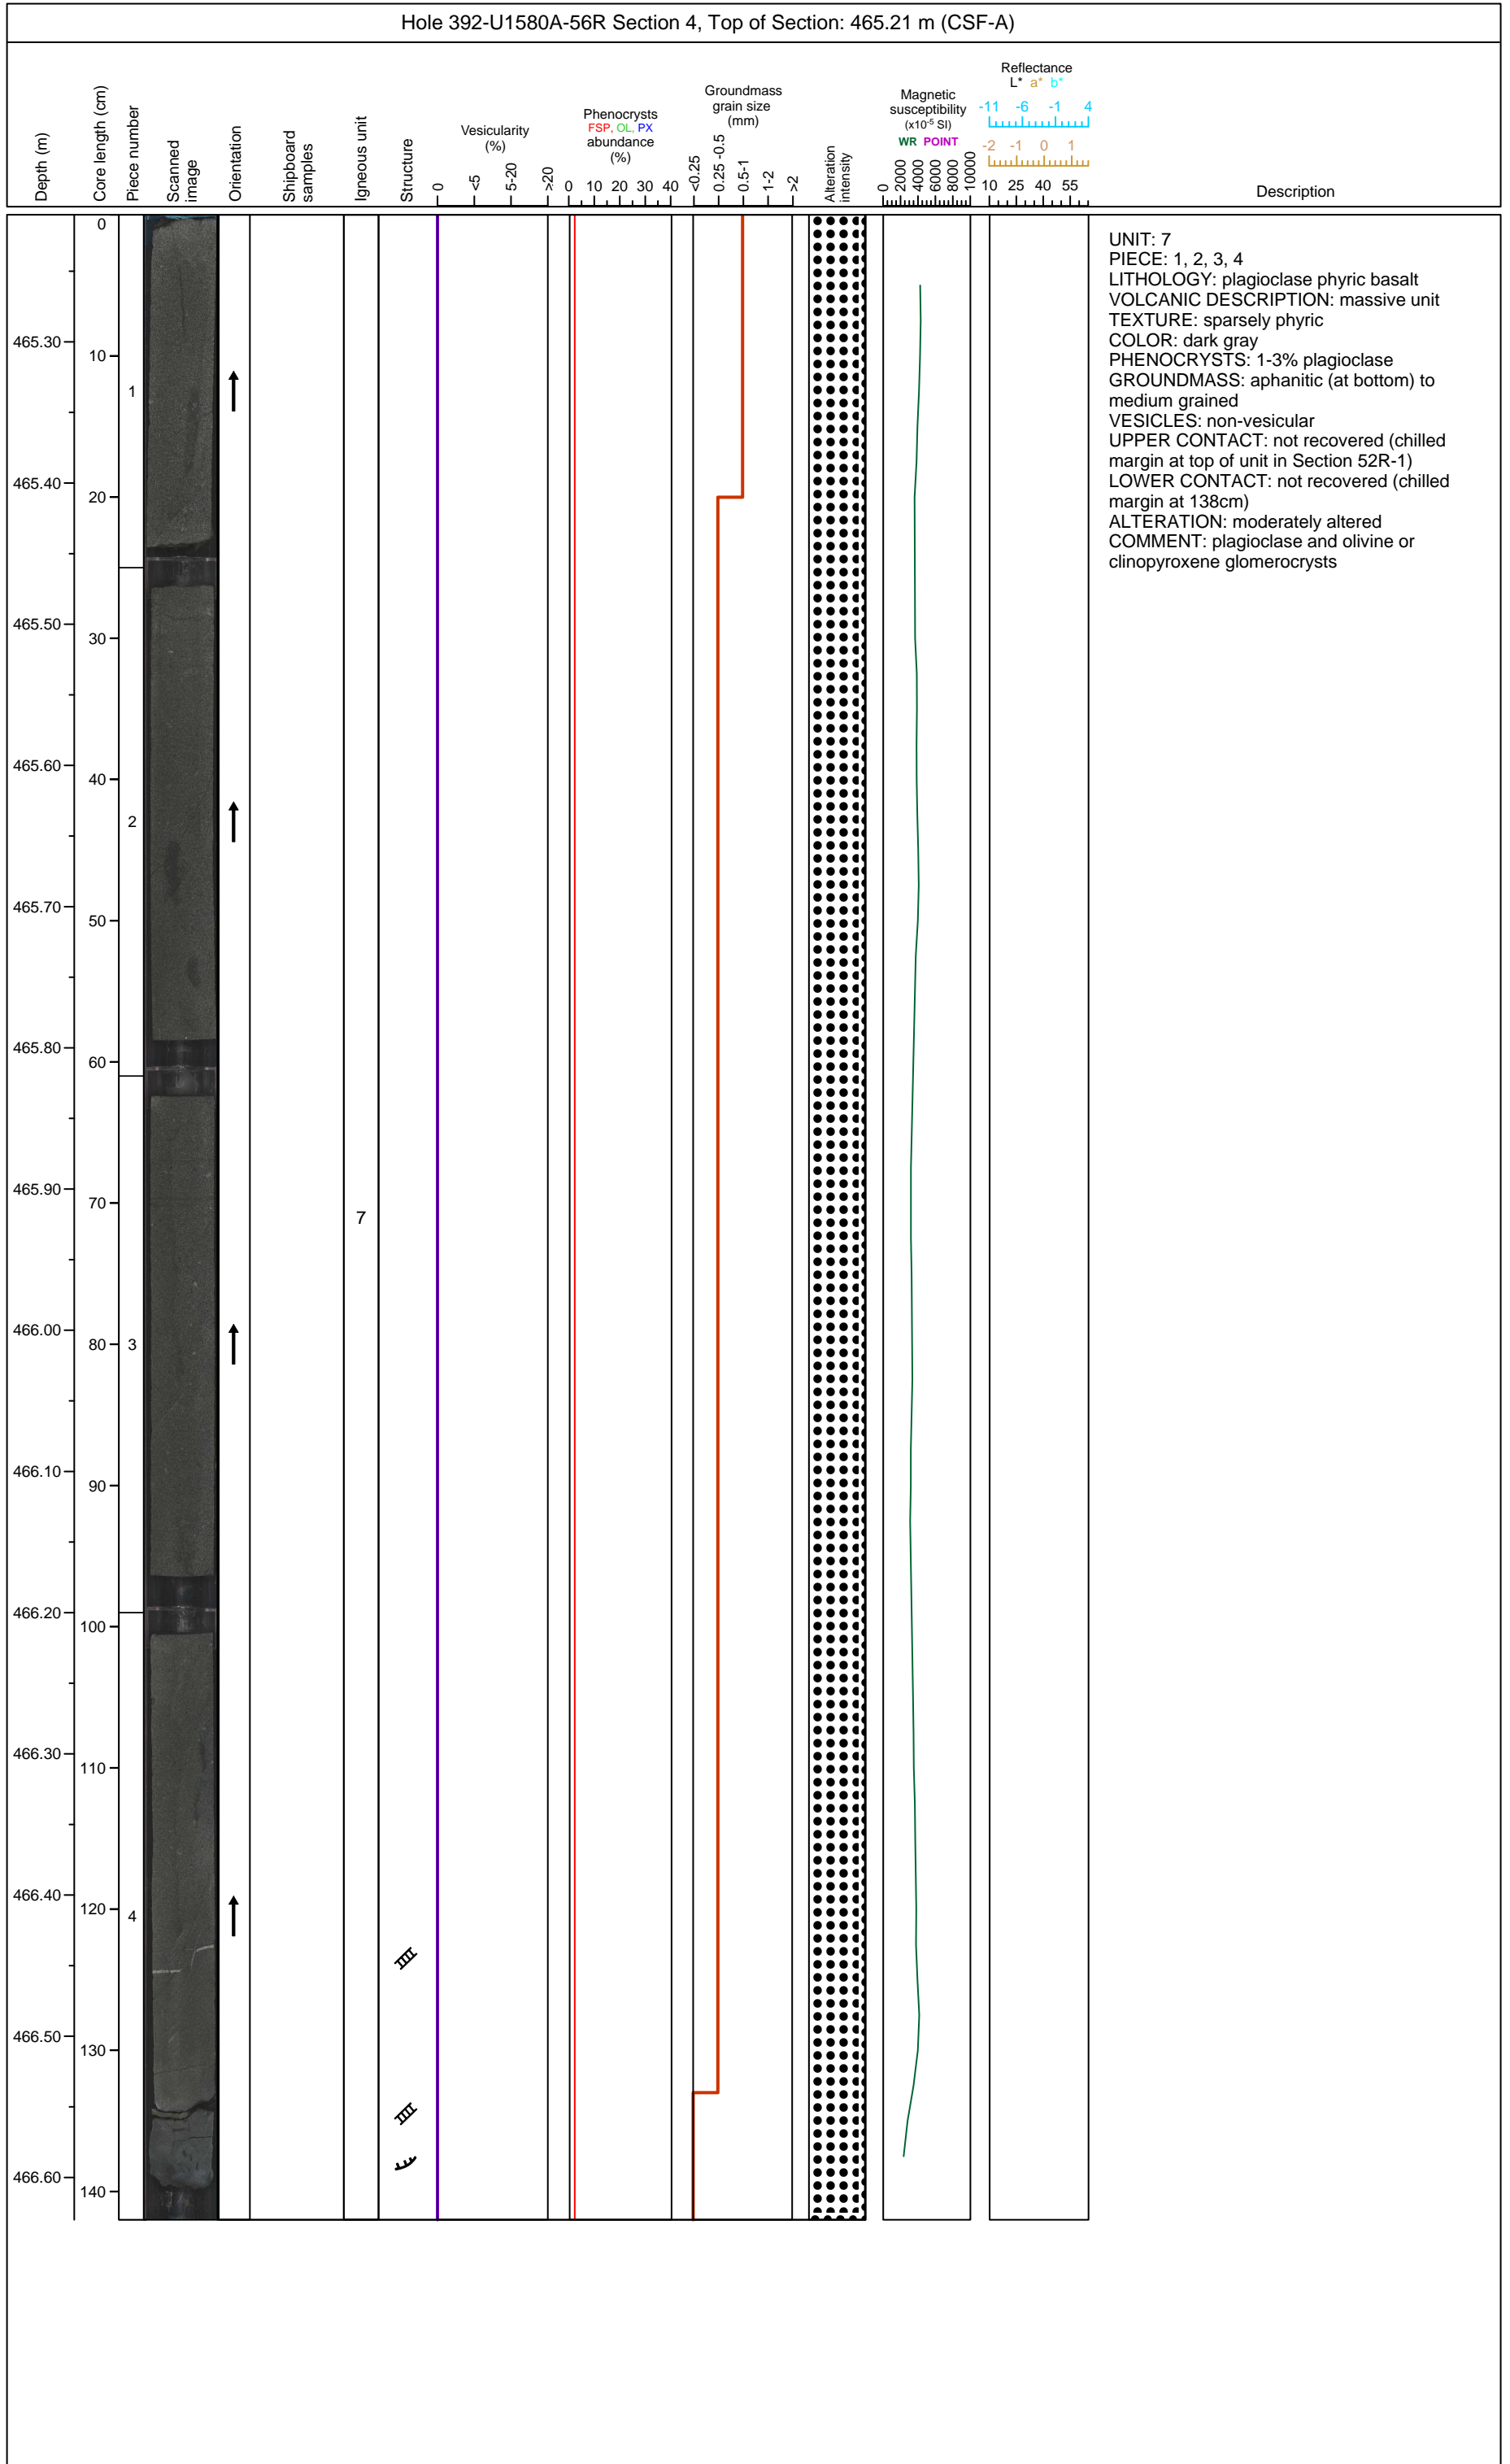 Hole 392-U1580A-56R Section 4, Top of Section: 465.21 m (CSF-A)
Depth (m)
Core length (cm)
Piece number
Scanned
image
Orientation
Shipboard
samples
Igneous unit
Structure
Vesicularity
(%)
0
<5
5-20
>20
Phenocrysts
FSP, OL, PX
abundance
(%)
0 10 20 30 40
Groundmass
grain size
(mm)
<0.25
0.25 -0.5
0.5-1
1-2
>2
Alteration
intensity
Magnetic
susceptibility
(x10-5 SI)
WR POINT
0
2000
4000
6000
8000
10000
Reflectance
L* a* b*
-11 -6 -1 4
-2 -1 0 1
10 25 40 55
Description
0
465.30
10
1
465.40
20
465.50
30
465.60
40
2
465.70
50
465.80
60
465.90
70
7
466.00
80
3
466.10
90
466.20
100
466.30
110
466.40
120
4
466.50
130
466.60
140
UNIT: 7
PIECE: 1, 2, 3, 4
LITHOLOGY: plagioclase phyric basalt
VOLCANIC DESCRIPTION: massive unit
TEXTURE: sparsely phyric
COLOR: dark gray
PHENOCRYSTS: 1-3% plagioclase
GROUNDMASS: aphanitic (at bottom) to
medium grained
VESICLES: non-vesicular
UPPER CONTACT: not recovered (chilled
margin at top of unit in Section 52R-1)
LOWER CONTACT: not recovered (chilled
margin at 138cm)
ALTERATION: moderately altered
COMMENT: plagioclase and olivine or
clinopyroxene glomerocrysts